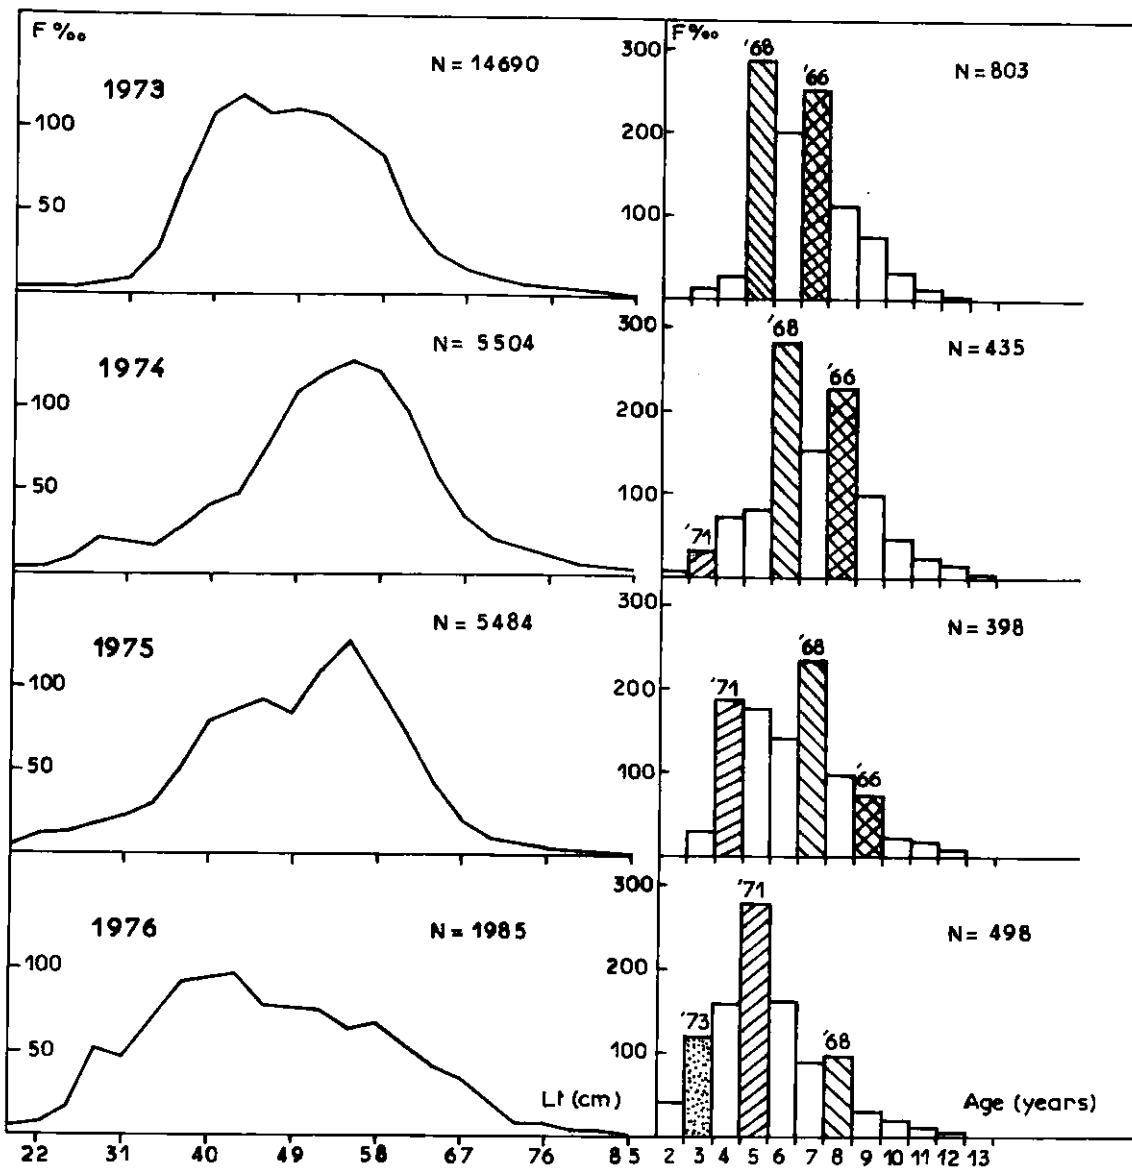 F‰
1973
N = 14690
100
50
F‰
300
200
100
'68
'66
N = 803
1974
N = 5504
100
50
300
200
100
'71
'68
'66
N = 435
1975
N = 5484
100
50
300
200
100
'71
'68
'66
N = 398
1976
N = 1985
100
50
Lt (cm)
22 31 40 49 58 67 76 85
300
200
100
'73
'71
'68
N = 498
Age (years)
2 3 4 5 6 7 8 9 10 11 12 13